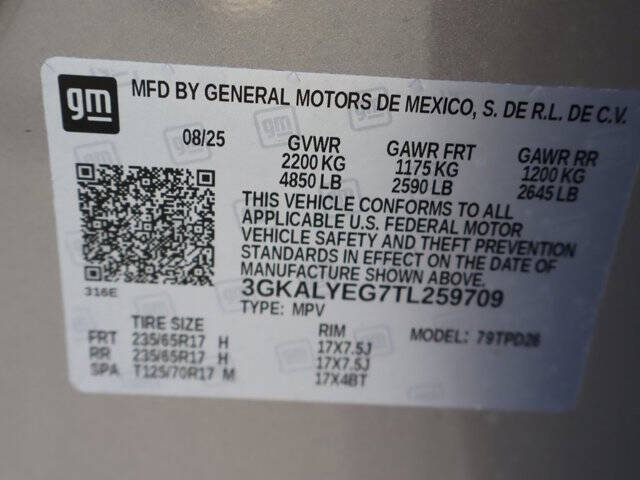 gm
MFD BY GENERAL MOTORS DE MEXICO, S. DE R.L. DE C.V.
08/25 GVWR GAWR FRT GAWR RR
2200 KG 1175 KG 1200 KG
4850 LB 2590 LB 2645 LB
THIS VEHICLE CONFORMS TO ALL
APPLICABLE U.S. FEDERAL MOTOR
VEHICLE SAFETY AND THEFT PREVENTION
STANDARDS IN EFFECT ON THE DATE OF
MANUFACTURE SHOWN ABOVE.
316E
3GKALYEG7TL259709
TYPE: MPV
TIRE SIZE RIM MODEL: 79TPD26
FRT 235/65R17 H 17X7.5J
RR 235/65R17 H 17X7.5J
SPA T125/70R17 M 17X4BT